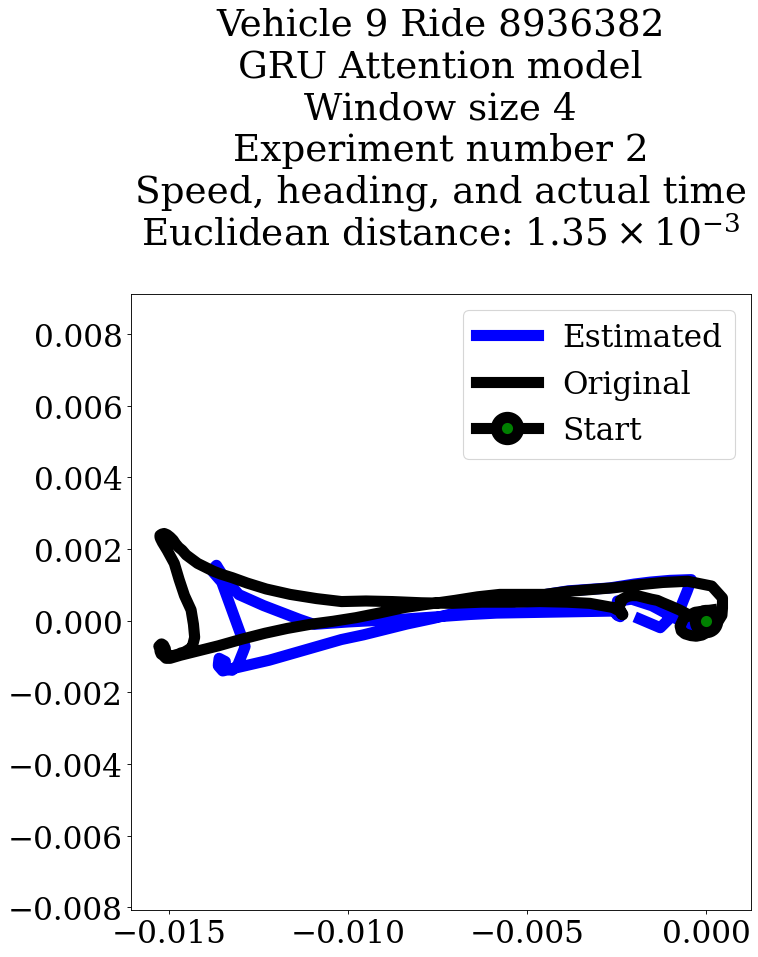 Vehicle 9 Ride 8936382
GRU Attention model
Window size 4
Experiment number 2
Speed, heading, and actual time
Euclidean distance: 1.35 × 10⁻³
Estimated
Original
Start
0.008
0.006
0.004
0.002
0.000
−0.002
−0.004
−0.006
−0.008
−0.015
−0.010
−0.005
0.000